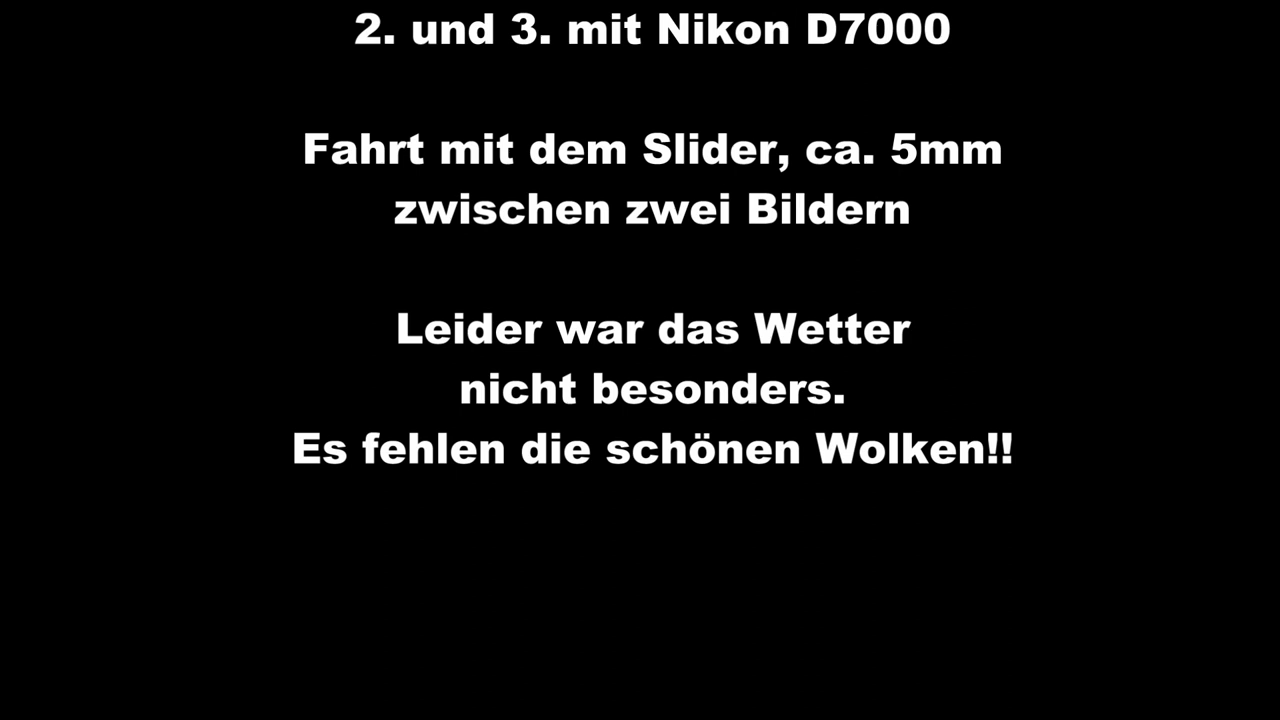 2. und 3. mit Nikon D7000
Fahrt mit dem Slider, ca. 5mm
zwischen zwei Bildern
Leider war das Wetter
nicht besonders.
Es fehlen die schönen Wolken!!